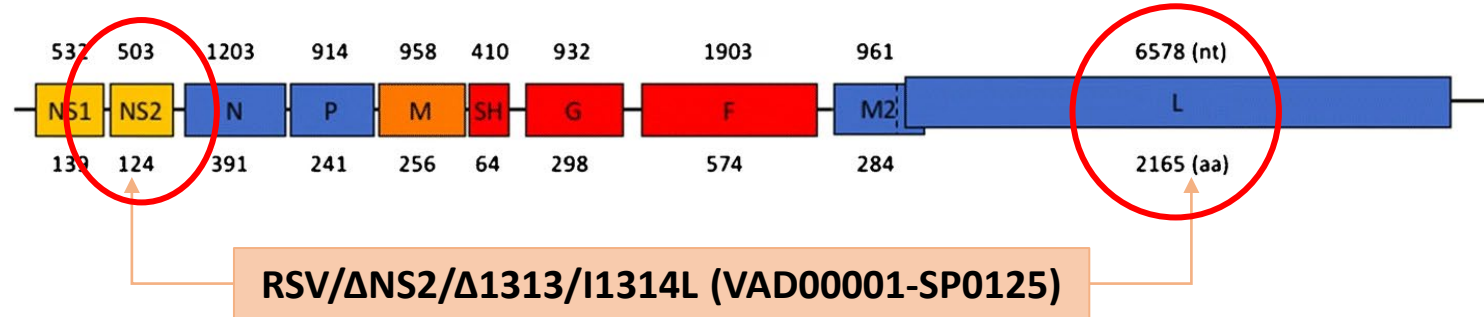 532 503 1203 914 958 410 932 1903 961 6578 (nt)
NS1 NS2 N P M SH G F M2 L
139 124 391 241 256 64 298 574 284 2165 (aa)
RSV/ΔNS2/Δ1313/I1314L (VAD00001-SP0125)